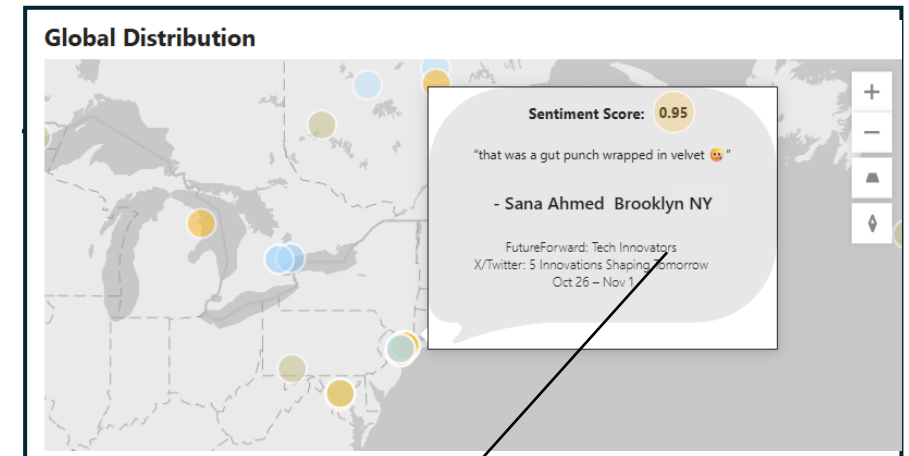 Global Distribution
Sentiment Score: 0.95
“that was a gut punch wrapped in velvet 🥹”
- Sana Ahmed  Brooklyn NY
FutureForward: Tech Innovators
X/Twitter: 5 Innovations Shaping Tomorrow
Oct 26 – Nov 1